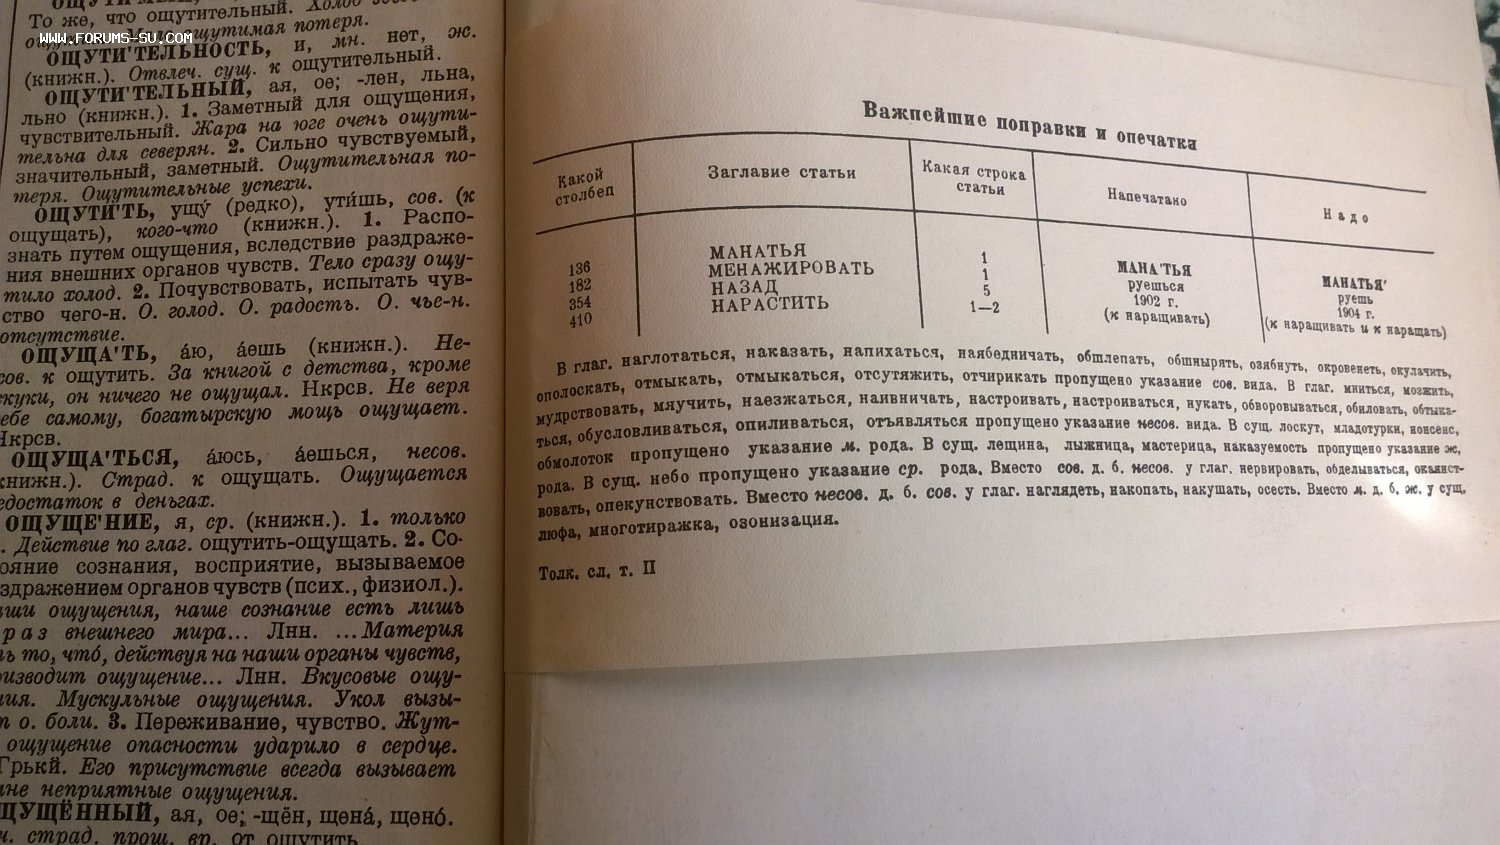 То же, что ощутительный. Холод
ощутимая потеря.
WWW.FORUMS-SU.COM
ОЩУТИ'ТЕЛЬНОСТЬ, и, мн. нет, ж.
(книжн.). Отвлеч. сущ. к ощутительный.
ОЩУТИ'ТЕЛЬНЫЙ, ая, ое; -лен, льна,
льно (книжн.). 1. Заметный для ощущения,
чувствительный. Жара на юге очень ощути-
тельна для северян. 2. Сильно чувствуемый,
значительный, заметный. Ощутительная по-
теря. Ощутительные успехи.
ОЩУТИ'ТЬ, ущу́ (редко), ути́шь, сов. (к
ощущать), кого-что (книжн.). 1. Распо-
знать путем ощущения, вследствие раздраже-
ния внешних органов чувств. Тело сразу ощу-
тило холод. 2. Почувствовать, испытать чув-
ство чего-н. О. голод. О. радость. О. чье-н.
отсутствие.
ОЩУЩА'ТЬ, а́ю, а́ешь (книжн.). Не-
сов. к ощутить. За книгой с детства, кроме
скуки, он ничего не ощущал. Нкрсв. Не веря
себе самому, богатырскую мощь ощущает.
Нкрсв.
ОЩУЩА'ТЬСЯ, а́юсь, а́ешься, несов.
(книжн.). Страд. к ощущать. Ощущается
недостаток в деньгах.
ОЩУЩЕ'НИЕ, я, ср. (книжн.). 1. только
. Действие по глаг. ощутить-ощущать. 2. Со-
ояние сознания, восприятие, вызываемое
здражением органов чувств (псих., физиол.).
ши ощущения, наше сознание есть лишь
раз внешнего мира... Лнн. ...Материя
ь то, что́, действуя на наши органы чувств,
изводит ощущение... Лнн. Вкусовые ощу-
ия. Мускульные ощущения. Укол вызы-
т о. боли. 3. Переживание, чувство. Жут-
ощущение опасности ударило в сердце.
Грькй. Его присутствие всегда вызывает
мне неприятные ощущения.
ЩУЩЁННЫЙ, ая, ое; -щён, щена́, щено́.
ч. страд. прош. вр. от ощутить.
Важнейшие поправки и опечатки
Какой столбец Заглавие статьи Какая строка статьи Напечатано Надо
136 МАНАТЬЯ 1 МАНА'ТЬЯ МАНАТЬЯ'
182 МЕНАЖИРОВАТЬ 1 руешься руешь
354 НАЗАД 5 1902 г. 1904 г.
410 НАРАСТИТЬ 1—2 (к наращивать) (к наращивать и к наращать)
В глаг. наглотаться, наказать, напихаться, наябедничать, обшлепать, обшнырять, озябнуть, окровенеть, окулачить,
ополоскать, отмыкать, отмыкаться, отсутяжить, отчирикать пропущено указание сов. вида. В глаг. мниться, мозжить,
мудрствовать, мяучить, наезжаться, наивничать, настроивать, настроиваться, нукать, обворовываться, обиловать, обтыка-
ться, обусловливаться, опиливаться, отъявляться пропущено указание несов. вида. В сущ. лоскут, младотурки, нонсенс,
обмолоток пропущено указание м. рода. В сущ. лещина, лыжница, мастерица, наказуемость пропущено указание ж.
рода. В сущ. небо пропущено указание ср. рода. Вместо сов. д. б. несов. у глаг. нервировать, обделываться, окаянст-
вовать, опекунствовать. Вместо несов. д. б. сов. у глаг. наглядеть, накопать, накушать, осесть. Вместо м. д. б. ж. у сущ.
люфа, многотиражка, озонизация.
Толк. сл. т. II